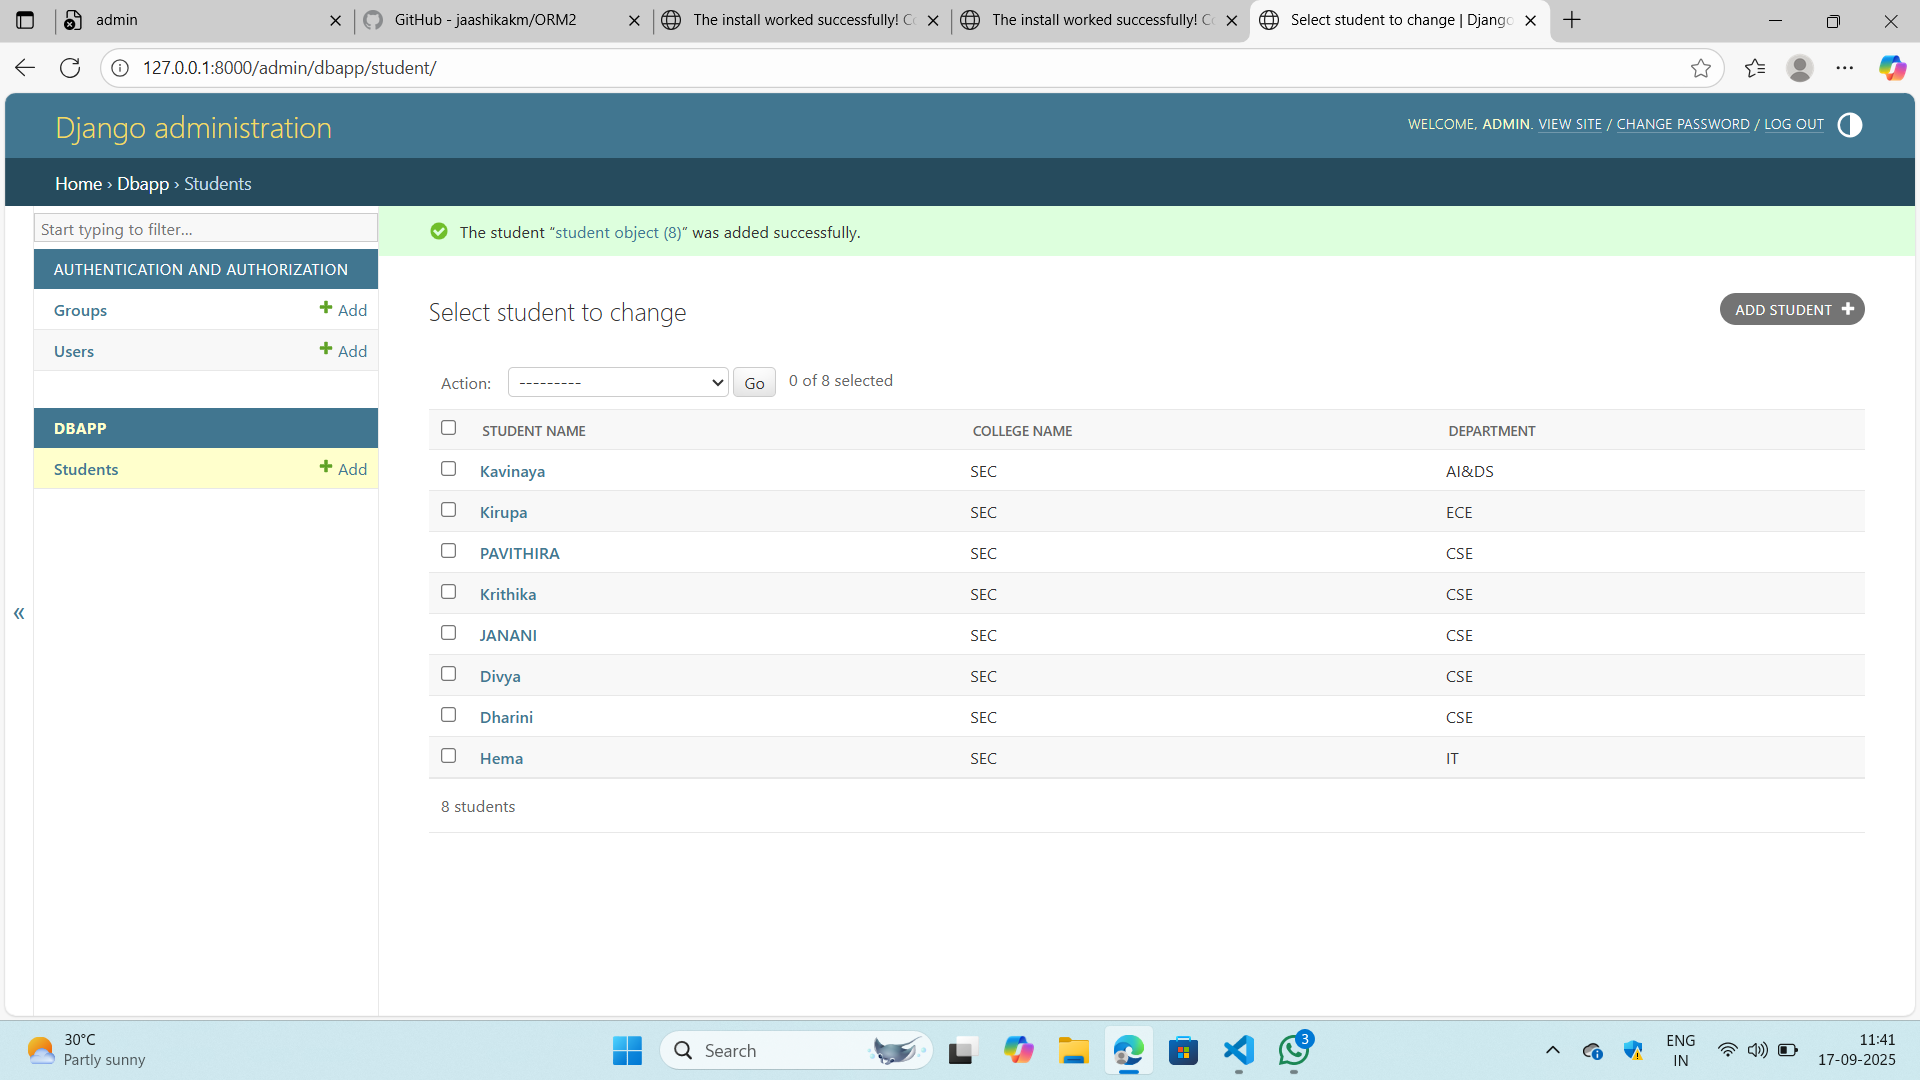 admin
GitHub - jaashikakm/ORM2
The install worked successfully! Co
The install worked successfully! Co
Select student to change | Django
127.0.0.1:8000/admin/dbapp/student/
Django administration
WELCOME, ADMIN. VIEW SITE / CHANGE PASSWORD / LOG OUT
Home › Dbapp › Students
Start typing to filter...
AUTHENTICATION AND AUTHORIZATION
Groups + Add
Users + Add
DBAPP
Students + Add
«
The student “student object (8)” was added successfully.
Select student to change
ADD STUDENT +
Action: --------- Go 0 of 8 selected
STUDENT NAME COLLEGE NAME DEPARTMENT
Kavinaya SEC AI&DS
Kirupa SEC ECE
PAVITHIRA SEC CSE
Krithika SEC CSE
JANANI SEC CSE
Divya SEC CSE
Dharini SEC CSE
Hema SEC IT
8 students
30°C
Partly sunny
Search
3
ENG
IN
11:41
17-09-2025